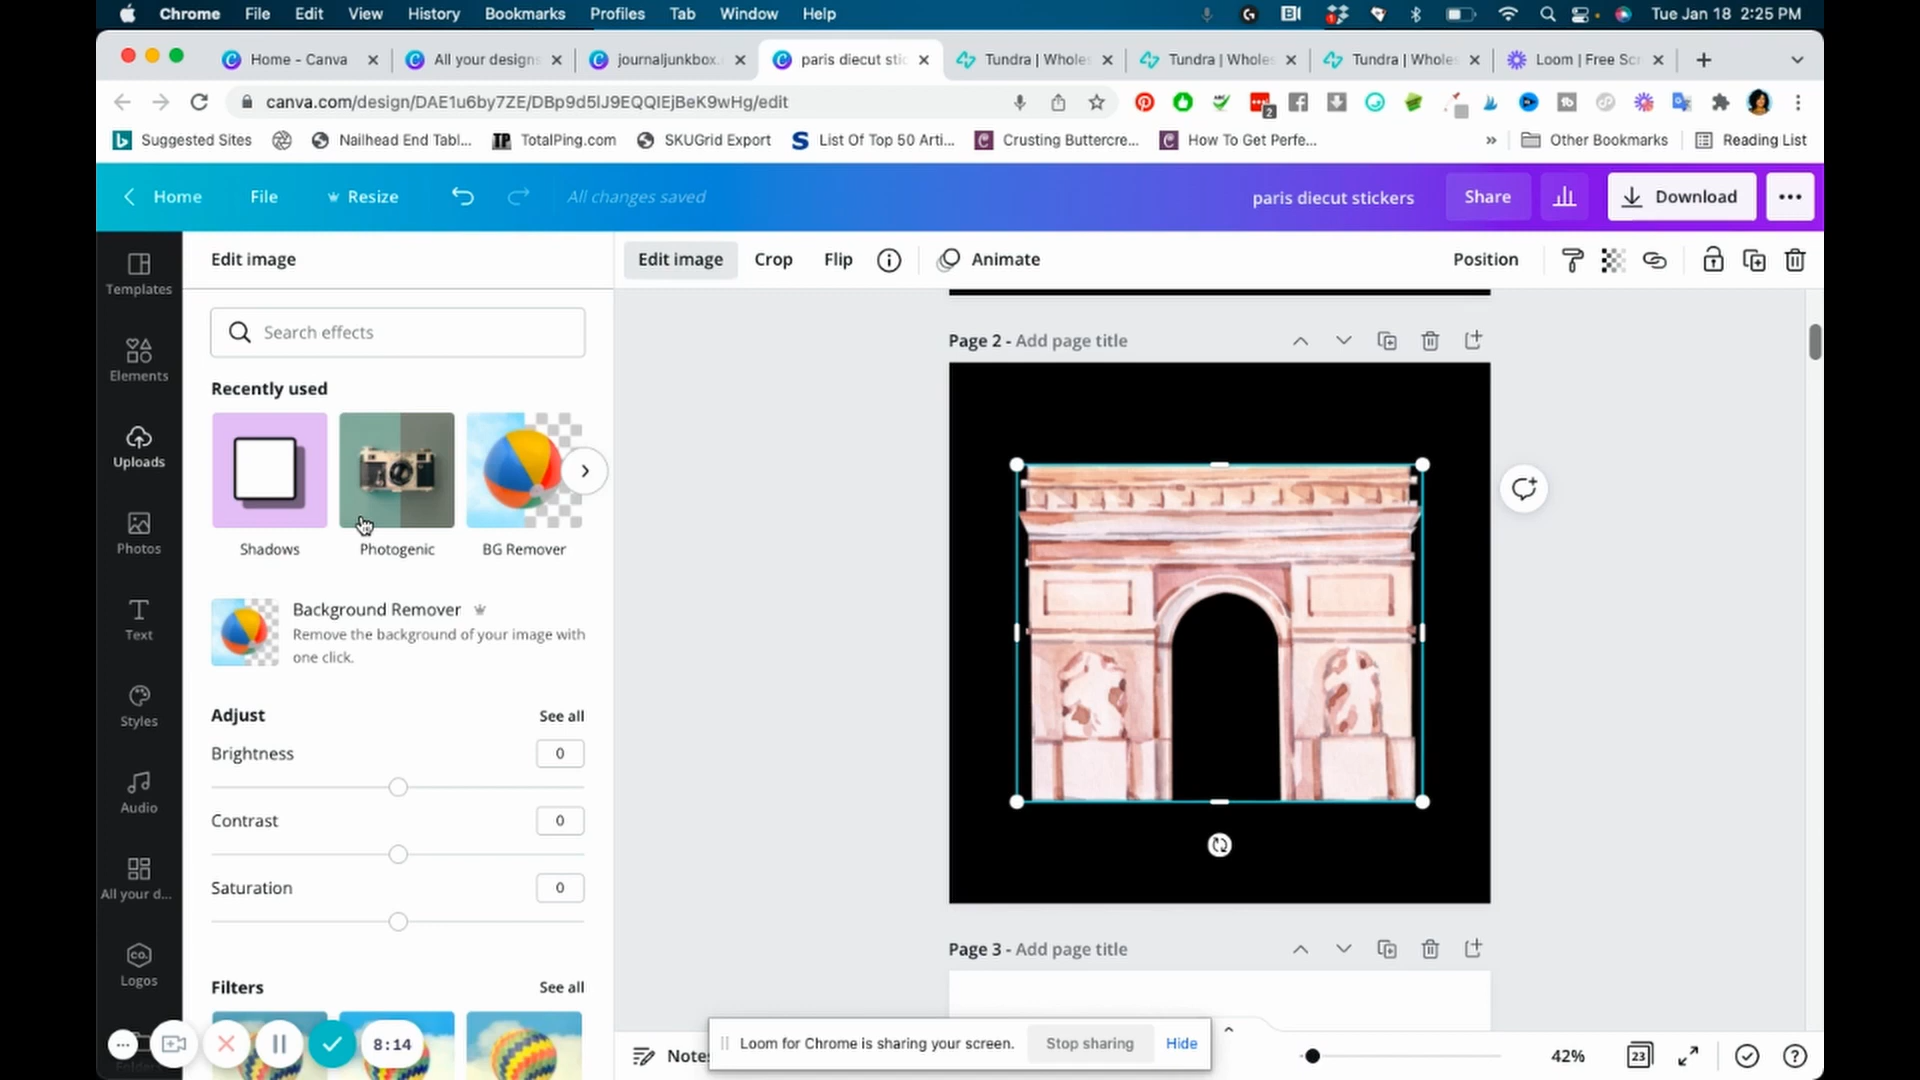 Chrome File Edit View History Bookmarks Profiles Tab Window Help Tue Jan 18 2:25 PM
Home - Canva All your designs journaljunkbox. paris diecut stic Tundra | Whole Tundra | Wholes Tundra | Wholes Loom | Free Scr
canva.com/design/DAE1u6by7ZE/DBp9d5lJ9EQQIEjBeK9wHg/edit
Suggested Sites Nailhead End Tabl... TotalPing.com SKUGrid Export List Of Top 50 Arti... Crusting Buttercre... How To Get Perfe... » Other Bookmarks Reading List
Home File Resize All changes saved paris diecut stickers Share Download
Templates
Elements
Uploads
Photos
Text
Styles
Audio
All your d...
CO.
Logos
Edit image
Search effects
Recently used
Shadows Photogenic BG Remover
Background Remover
Remove the background of your image with
one click.
Adjust See all
Brightness 0
Contrast 0
Saturation 0
Filters See all
8:14
Edit image Crop Flip Animate Position
Page 2 - Add page title
Page 3 - Add page title
Notes
Loom for Chrome is sharing your screen. Stop sharing Hide
42% 23